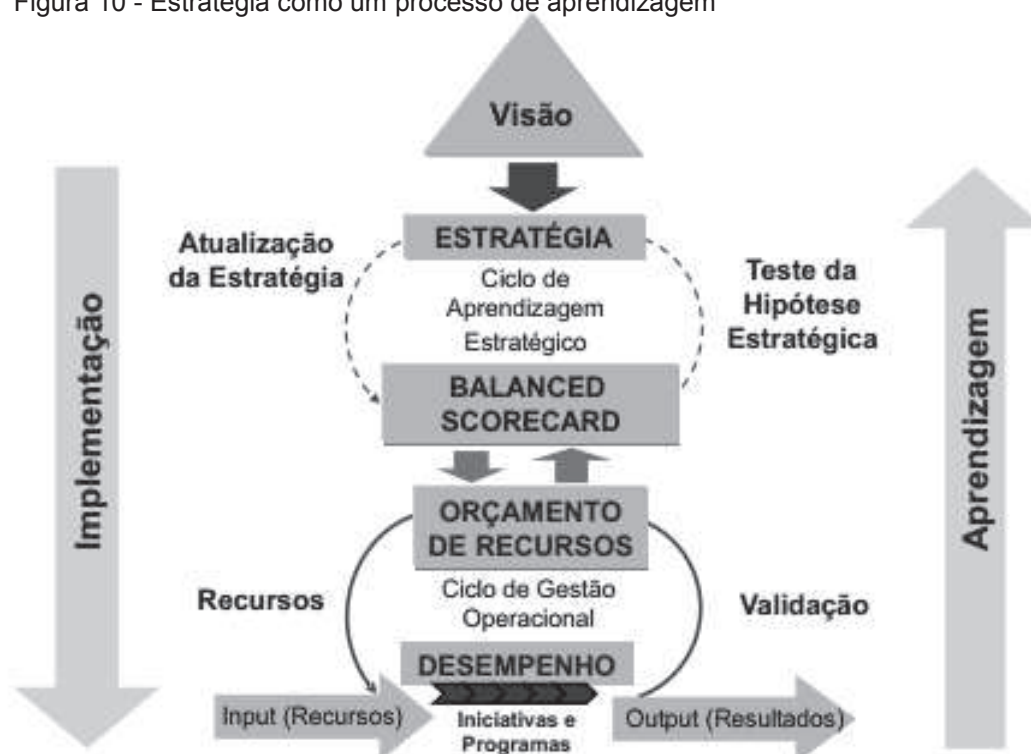 Figura 10 - Estratégia como um processo de aprendizagem
Visão
ESTRATÉGIA
Atualização
da Estratégia
Ciclo de
Aprendizagem
Estratégico
Teste da
Hipótese
Estratégica
BALANCED
SCORECARD
Implementação
Aprendizagem
ORÇAMENTO
DE RECURSOS
Recursos
Ciclo de Gestão
Operacional
Validação
DESEMPENHO
Input (Recursos)
Iniciativas e
Programas
Output (Resultados)